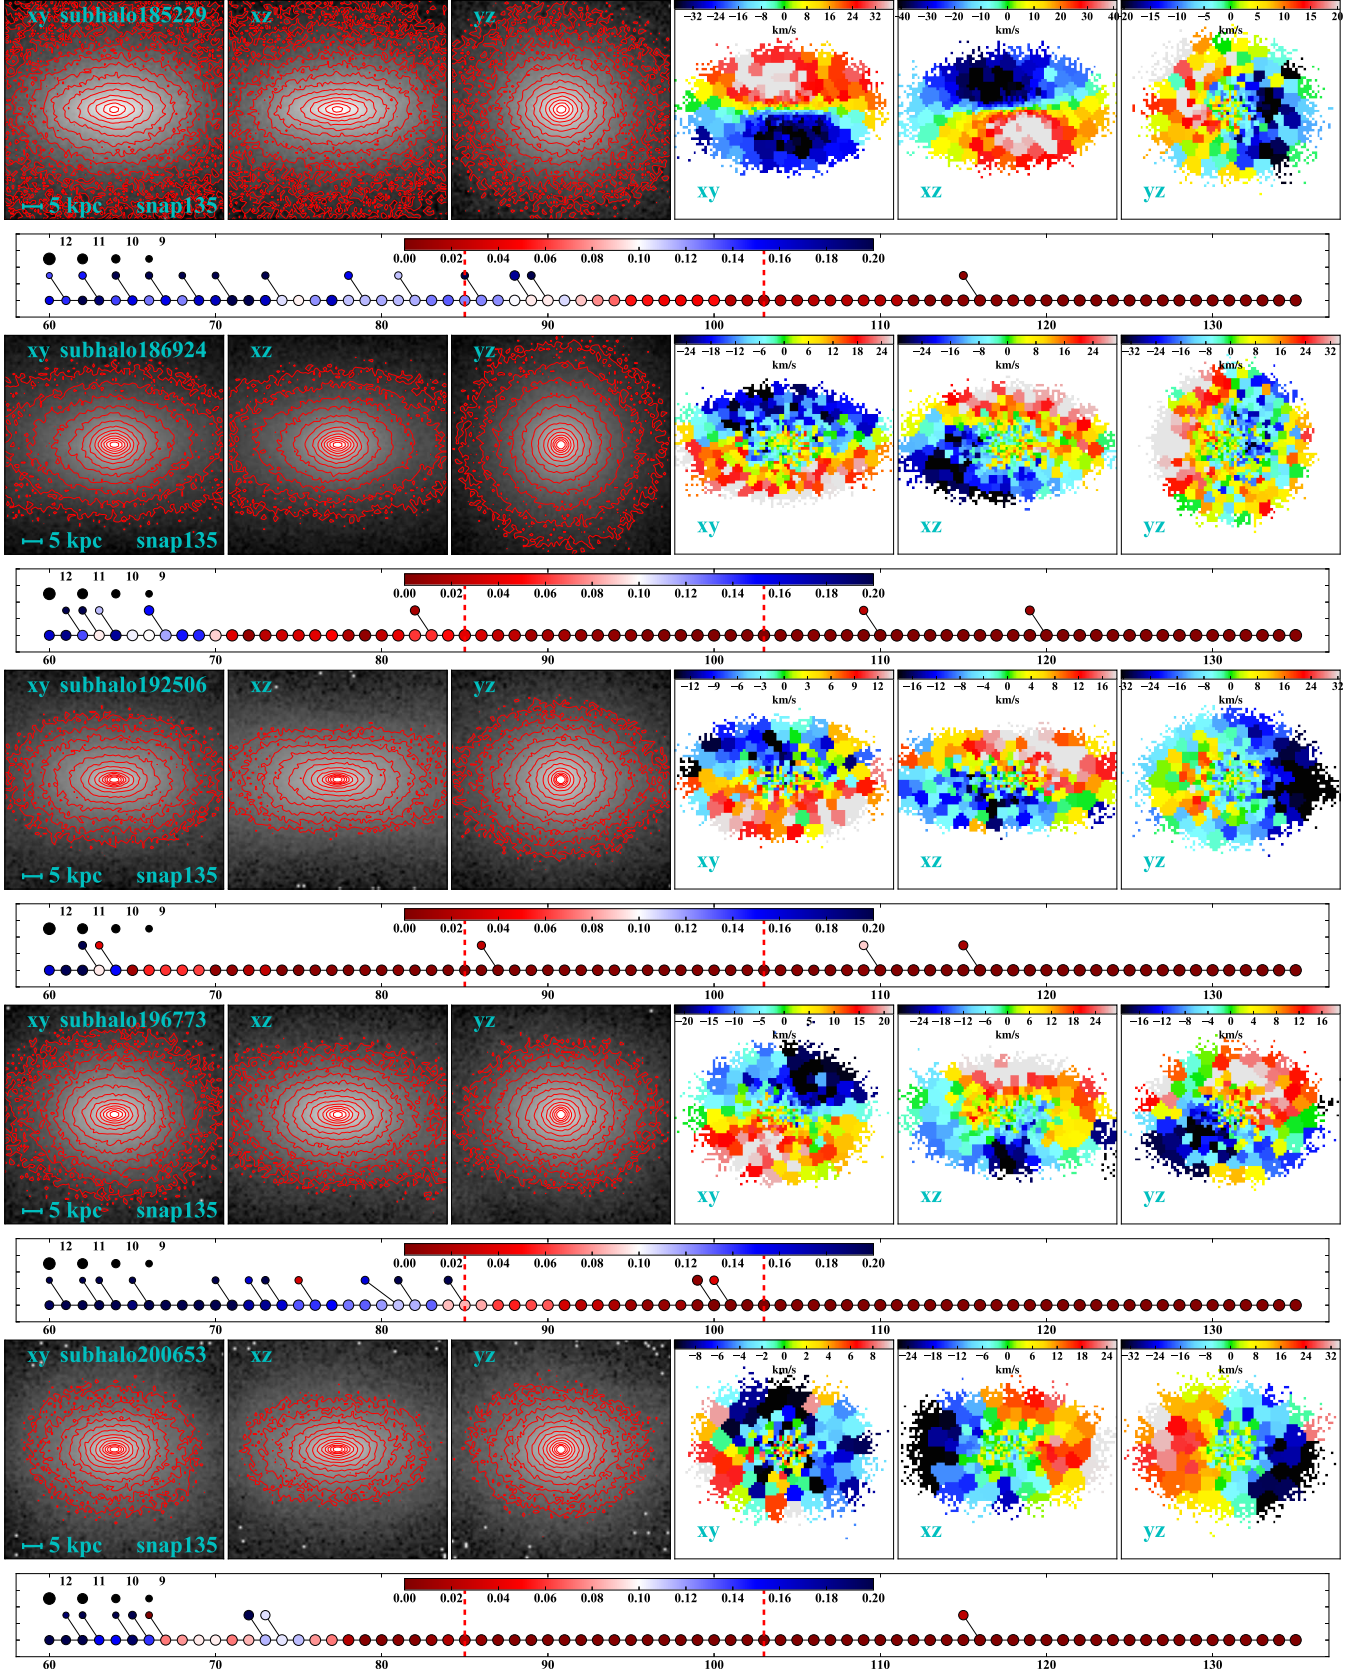 xy subhalo185229 xz yz
−32 −24 −16 −8 0 8 16 24 32
km/s
−40 −30 −20 −10 0 10 20 30 40
km/s
−20 −15 −10 −5 0 5 10 15 20
km/s
5 kpc snap135
xy xz yz
12 11 10 9
0.00 0.02 0.04 0.06 0.08 0.10 0.12 0.14 0.16 0.18 0.20
60 70 80 90 100 110 120 130
xy subhalo186924 xz yz
−24 −18 −12 −6 0 6 12 18 24
km/s
−24 −16 −8 0 8 16 24
km/s
−32 −24 −16 −8 0 8 16 24 32
km/s
5 kpc snap135
xy xz yz
12 11 10 9
0.00 0.02 0.04 0.06 0.08 0.10 0.12 0.14 0.16 0.18 0.20
60 70 80 90 100 110 120 130
xy subhalo192506 xz yz
−12 −9 −6 −3 0 3 6 9 12
km/s
−16 −12 −8 −4 0 4 8 12 16
km/s
−32 −24 −16 −8 0 8 16 24 32
km/s
5 kpc snap135
xy xz yz
12 11 10 9
0.00 0.02 0.04 0.06 0.08 0.10 0.12 0.14 0.16 0.18 0.20
60 70 80 90 100 110 120 130
xy subhalo196773 xz yz
−20 −15 −10 −5 0 5 10 15 20
km/s
−24 −18 −12 −6 0 6 12 18 24
km/s
−16 −12 −8 −4 0 4 8 12 16
km/s
5 kpc snap135
xy xz yz
12 11 10 9
0.00 0.02 0.04 0.06 0.08 0.10 0.12 0.14 0.16 0.18 0.20
60 70 80 90 100 110 120 130
xy subhalo200653 xz yz
−8 −6 −4 −2 0 2 4 6 8
km/s
−24 −18 −12 −6 0 6 12 18 24
km/s
−32 −24 −16 −8 0 8 16 24 32
km/s
5 kpc snap135
xy xz yz
12 11 10 9
0.00 0.02 0.04 0.06 0.08 0.10 0.12 0.14 0.16 0.18 0.20
60 70 80 90 100 110 120 130